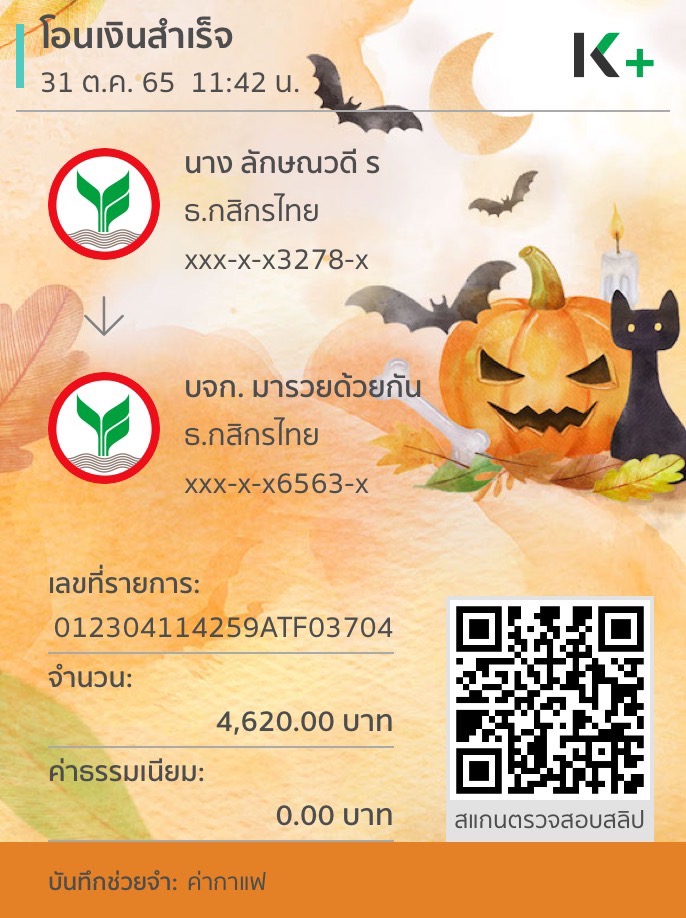 โอนเงินสำเร็จ
31 ต.ค. 65 11:42 น.
K+
นาง ลักษณวดี ร
ธ.กสิกรไทย
xxx-x-x3278-x
บจก. มารวยด้วยกัน
ธ.กสิกรไทย
xxx-x-x6563-x
เลขที่รายการ:
012304114259ATF03704
จำนวน:
4,620.00 บาท
ค่าธรรมเนียม:
0.00 บาท
สแกนตรวจสอบสลิป
บันทึกช่วยจำ: ค่ากาแฟ